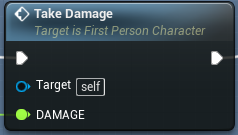 Take Damage
Target is First Person Character
Target self
DAMAGE